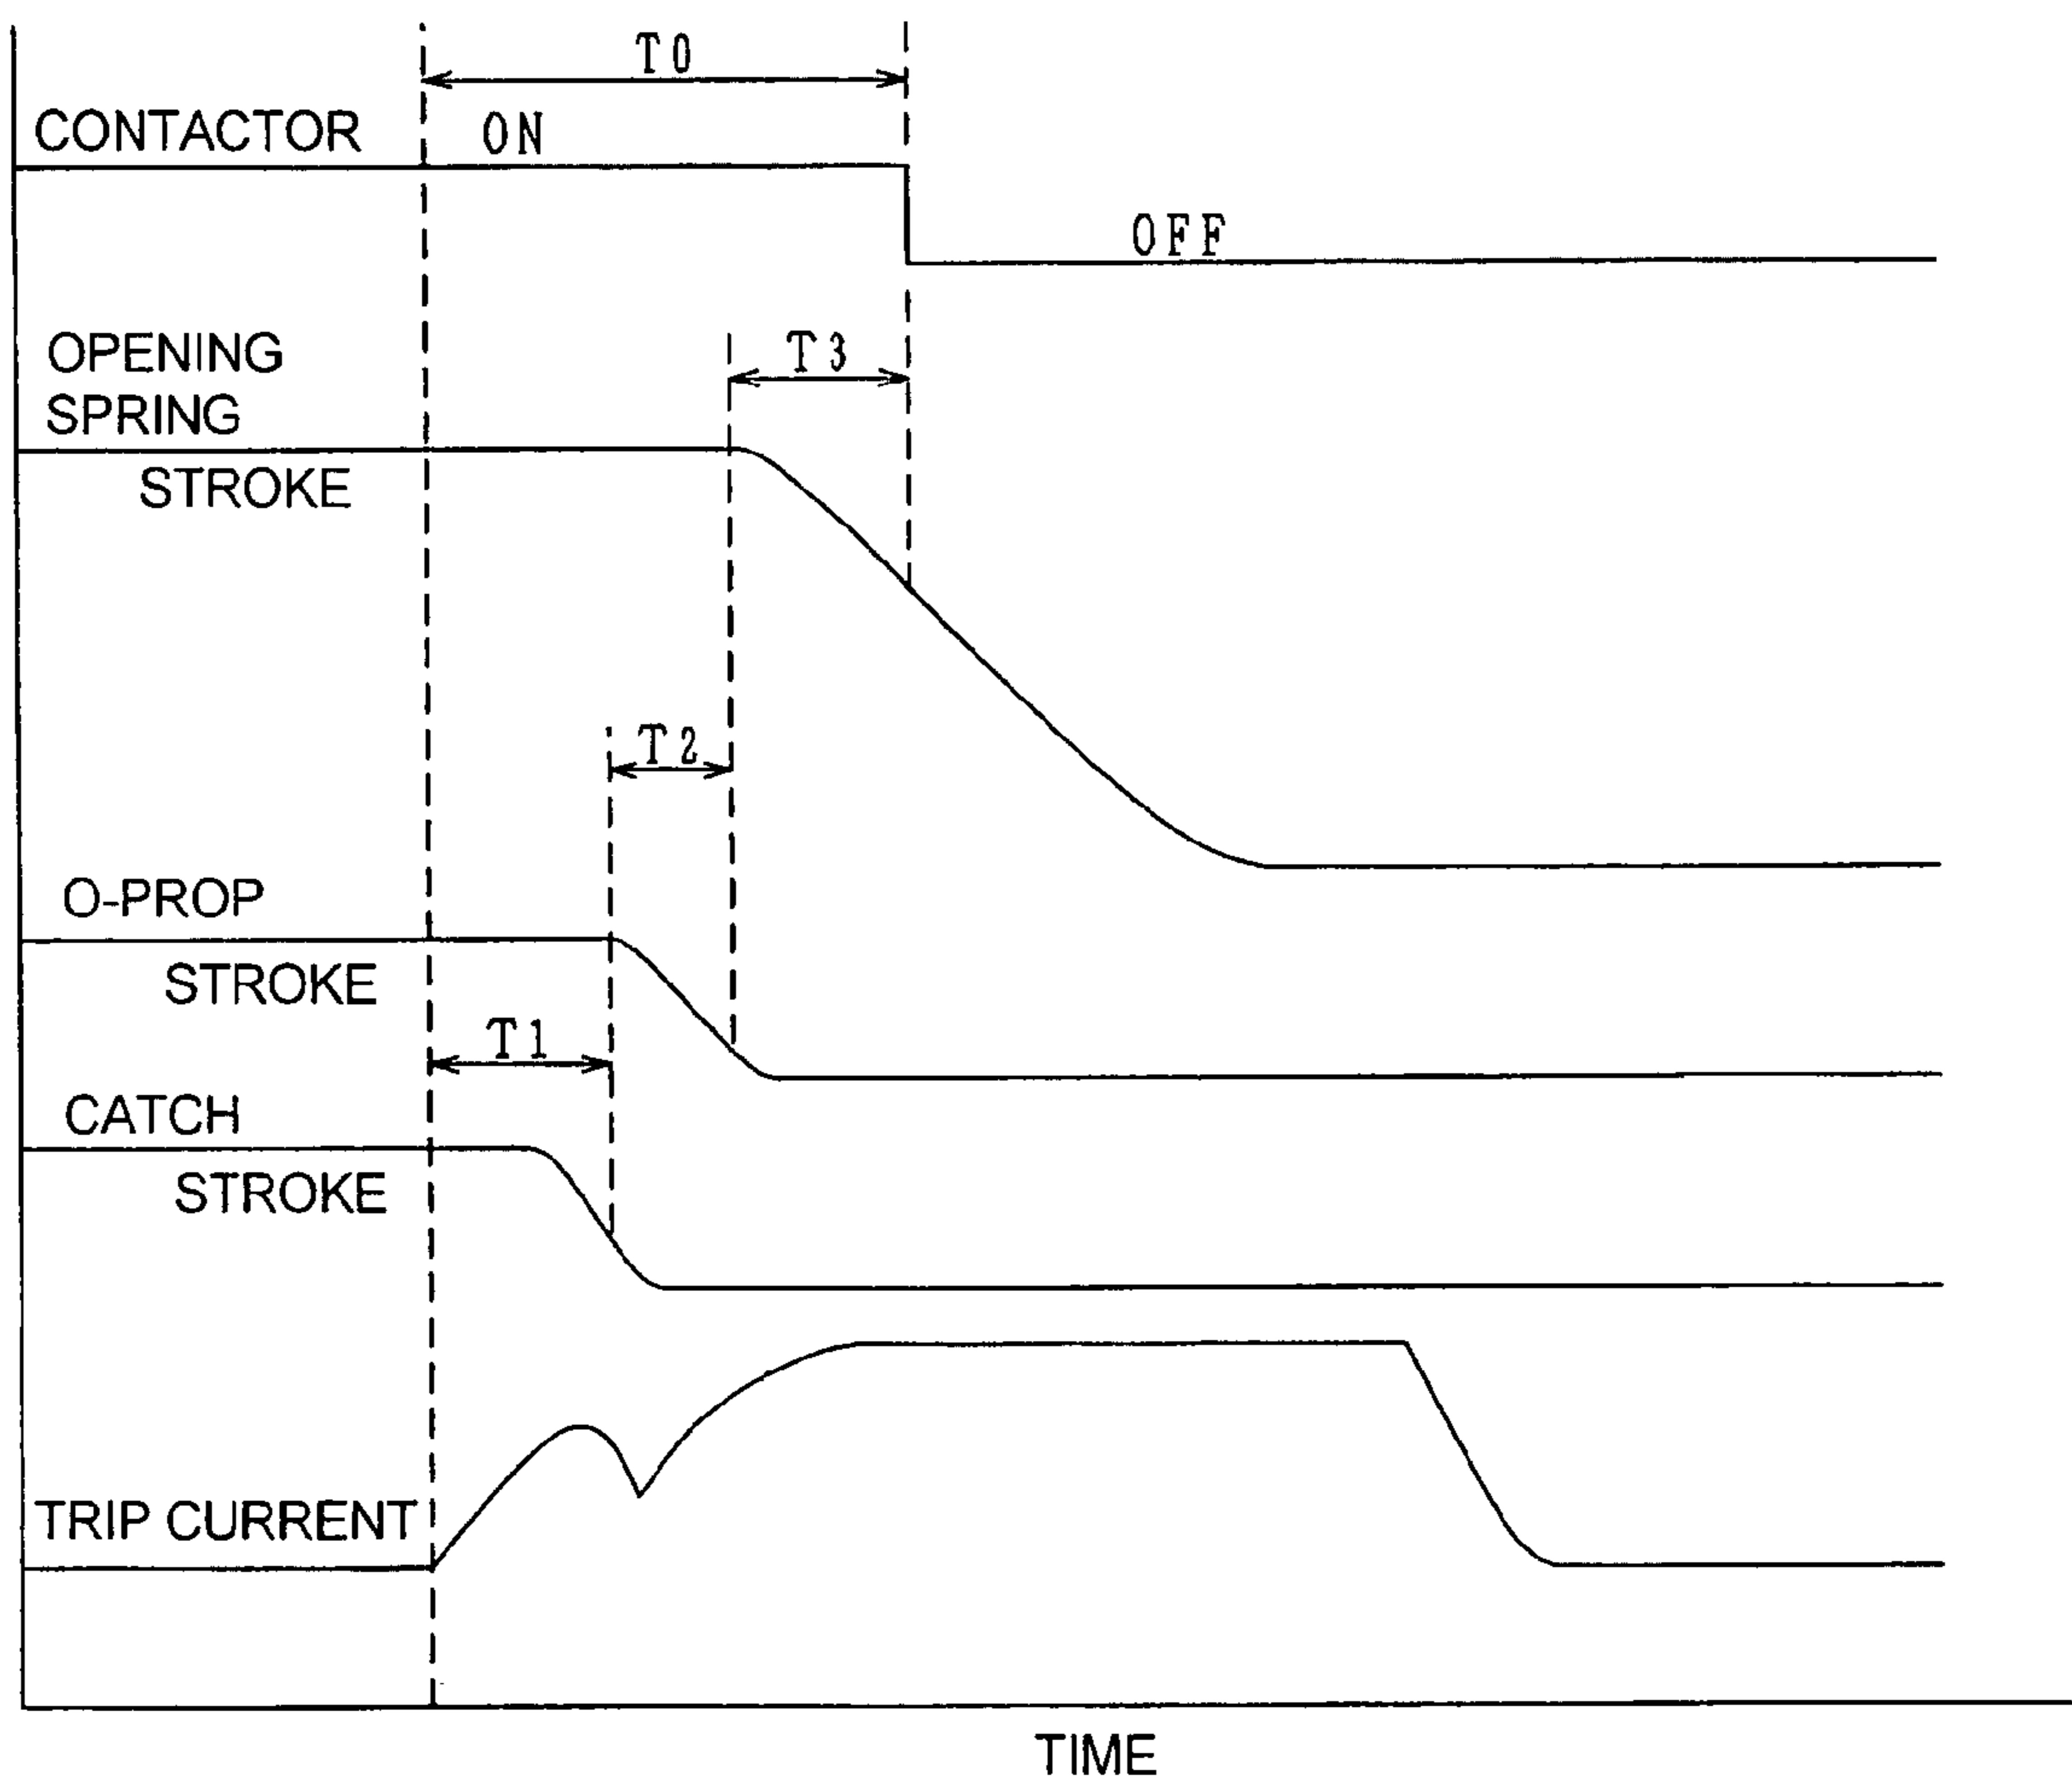 T0
CONTACTOR
ON
OFF
OPENING
SPRING
T3
STROKE
T2
O-PROP
STROKE
T1
CATCH
STROKE
TRIP CURRENT
TIME